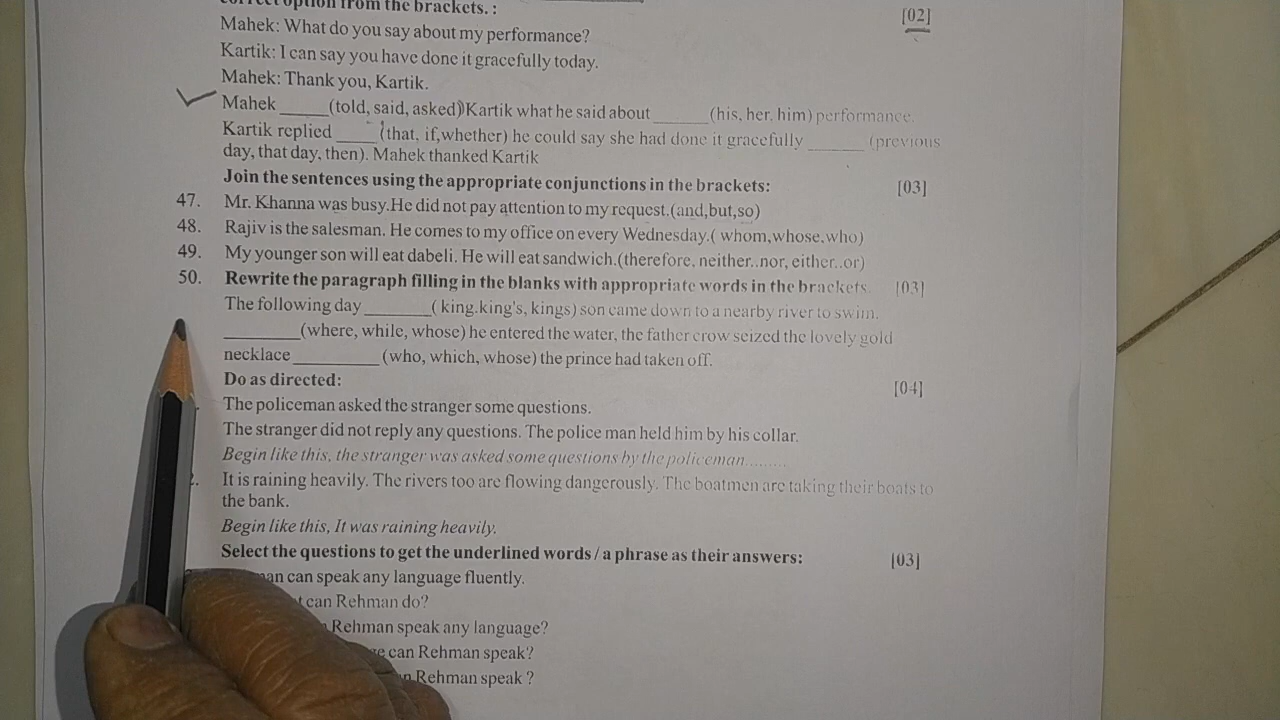 correct option from the brackets. :
[02]
Mahek: What do you say about my performance?
Kartik: I can say you have done it gracefully today.
Mahek: Thank you, Kartik.
Mahek _____(told, said, asked) Kartik what he said about ______(his, her, him) performance.
Kartik replied ____ (that, if,whether) he could say she had done it gracefully ______ (previous
day, that day, then). Mahek thanked Kartik
Join the sentences using the appropriate conjunctions in the brackets: [03]
47. Mr. Khanna was busy.He did not pay attention to my request.(and,but,so)
48. Rajiv is the salesman. He comes to my office on every Wednesday.( whom,whose,who)
49. My younger son will eat dabeli. He will eat sandwich.(therefore, neither..nor, either..or)
50. Rewrite the paragraph filling in the blanks with appropriate words in the brackets. [03]
The following day _______( king.king's, kings) son came down to a nearby river to swim.
________(where, while, whose) he entered the water, the father crow seized the lovely gold
necklace _________ (who, which, whose) the prince had taken off.
Do as directed: [04]
The policeman asked the stranger some questions.
The stranger did not reply any questions. The police man held him by his collar.
Begin like this, the stranger was asked some questions by the policeman.........
2. It is raining heavily. The rivers too are flowing dangerously. The boatmen are taking their boats to
the bank.
Begin like this, It was raining heavily.
Select the questions to get the underlined words / a phrase as their answers: [03]
can speak any language fluently.
can Rehman do?
Rehman speak any language?
can Rehman speak?
Rehman speak ?